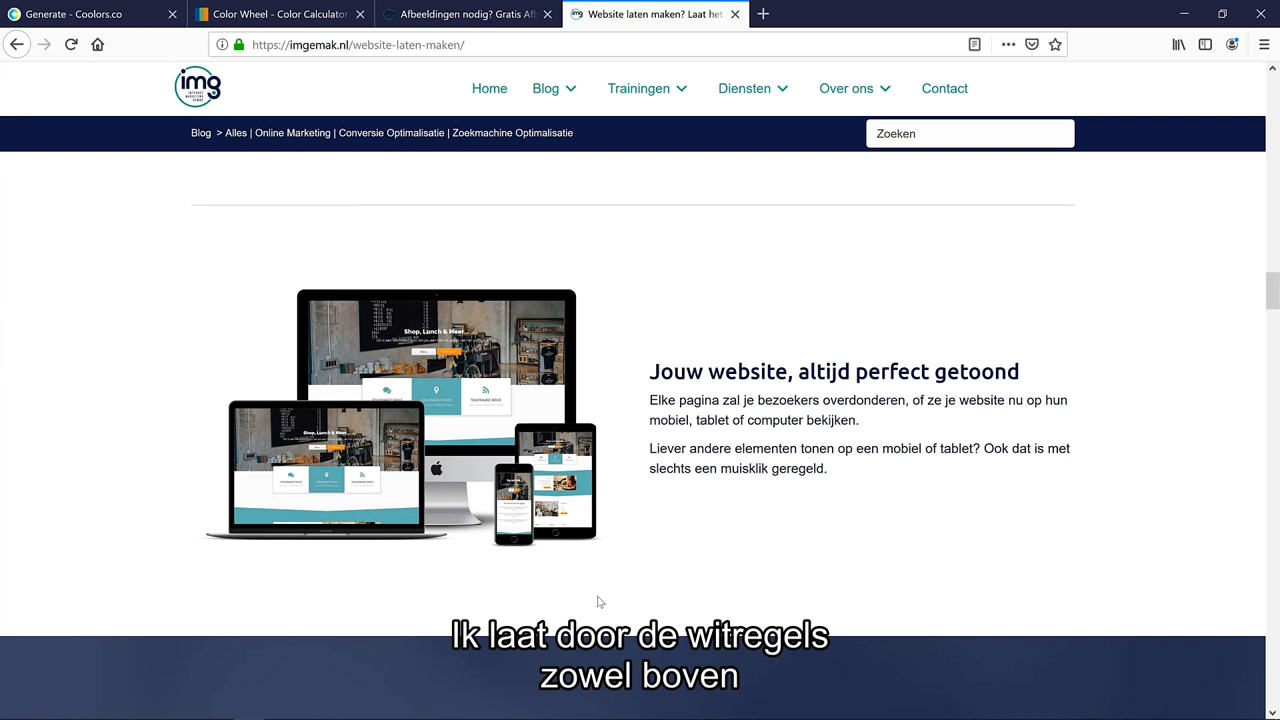 Generate - Coolors.co
Color Wheel - Color Calculator
Afbeeldingen nodig? Gratis Afb
Website laten maken? Laat het
https://imgemak.nl/website-laten-maken/
img
INTERNET
MARKETING
GEMAK
Home Blog Trainingen Diensten Over ons Contact
Blog > Alles | Online Marketing | Conversie Optimalisatie | Zoekmachine Optimalisatie
Zoeken
Shop, Lunch & Meer...
Jouw website, altijd perfect getoond
Elke pagina zal je bezoekers overdonderen, of ze je website nu op hun
mobiel, tablet of computer bekijken.
Liever andere elementen tonen op een mobiel of tablet? Ook dat is met
slechts een muisklik geregeld.
Ik laat door de witregels
zowel boven